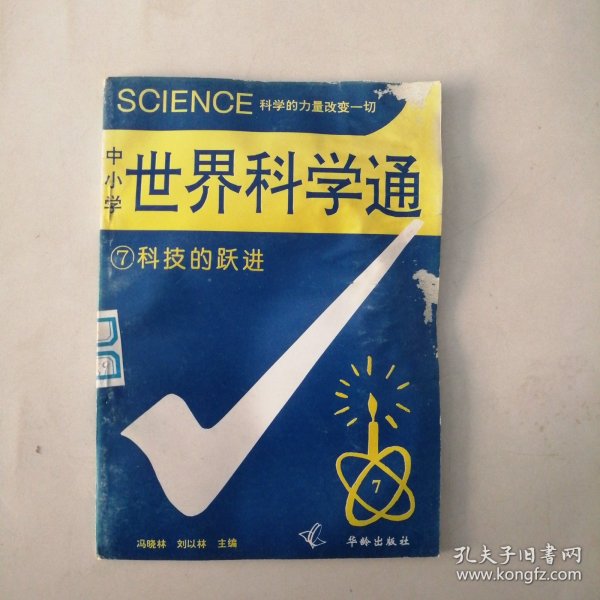 SCIENCE 科学的力量改变一切
中小学
世界科学通
⑦科技的跃进
7
冯晓林 刘以林 主编
华龄出版社
孔夫子旧书网
www.kongfz.com